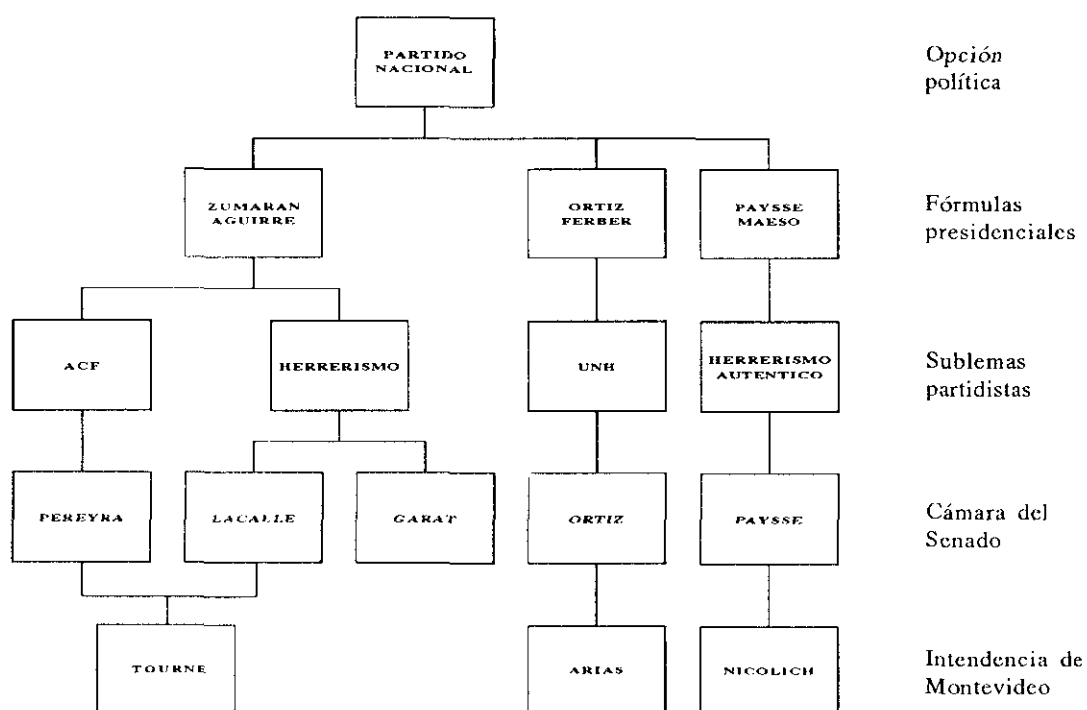 PARTIDO
NACIONAL
Opción
política
ZUMARAN
AGUIRRE
ORTIZ
FERBER
PAYSSE
MAESO
Fórmulas
presidenciales
ACF
HERRERISMO
UNH
HERRERISMO
AUTENTICO
Sublemas
partidistas
PEREYRA
LACALLE
GARAT
ORTIZ
PAYSSE
Cámara del
Senado
TOURNE
ARIAS
NICOLICH
Intendencia de
Montevideo